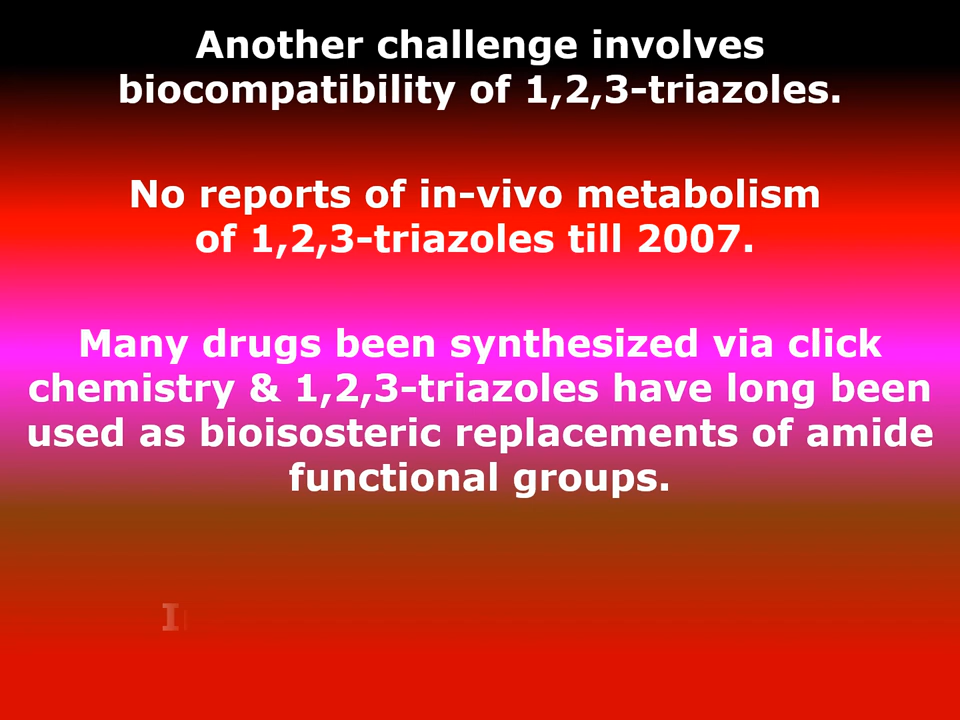 Another challenge involves
biocompatibility of 1,2,3-triazoles.
No reports of in-vivo metabolism
of 1,2,3-triazoles till 2007.
Many drugs been synthesized via click
chemistry & 1,2,3-triazoles have long been
used as bioisosteric replacements of amide
functional groups.